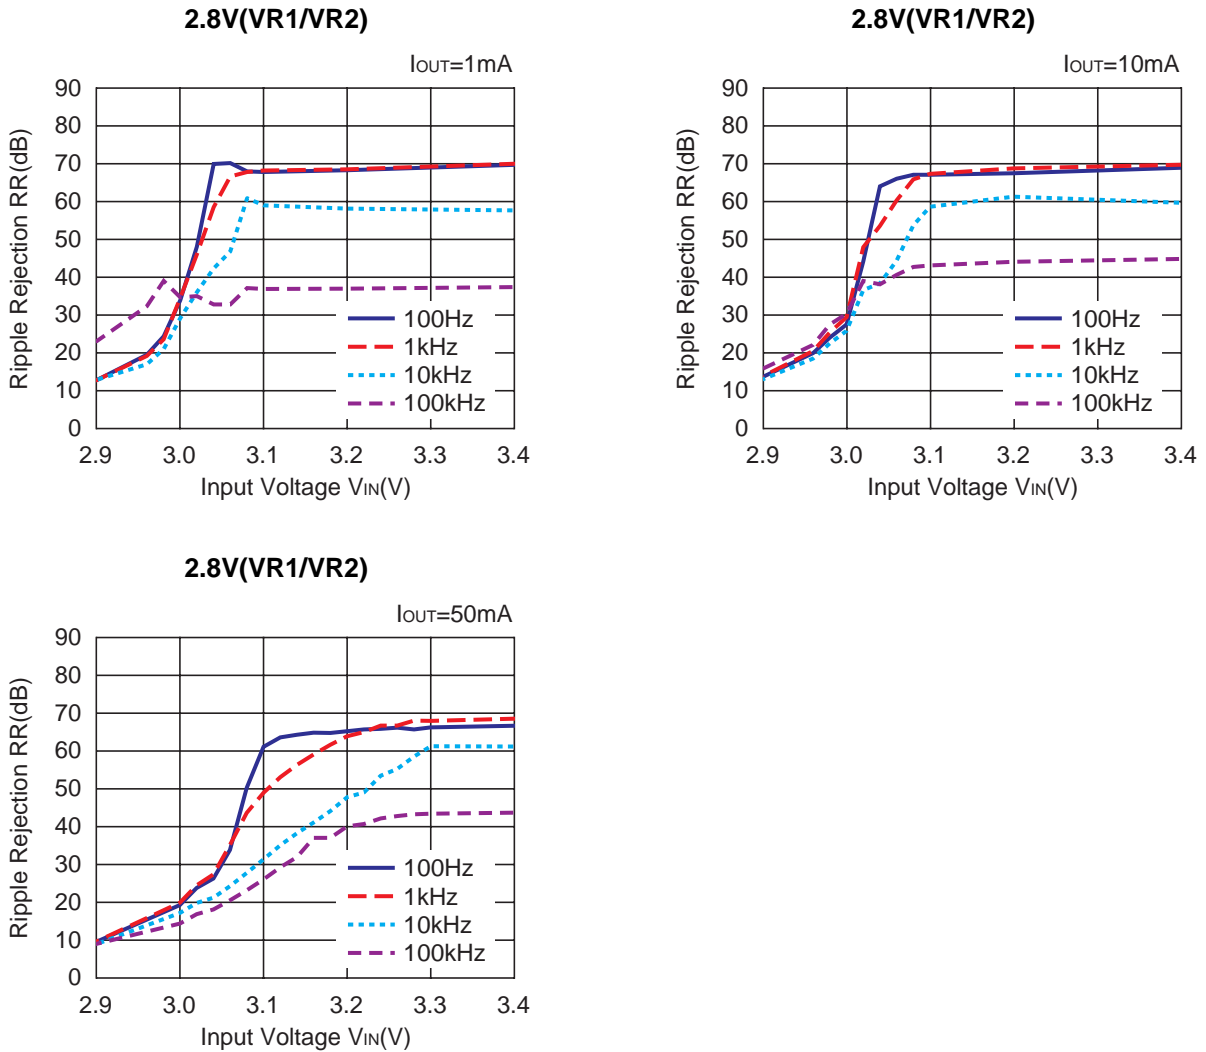 2.8V(VR1/VR2)
IOUT=1mA
Ripple Rejection RR(dB)
90
80
70
60
50
40
30
20
10
0
100Hz
1kHz
10kHz
100kHz
2.9 3.0 3.1 3.2 3.3 3.4
Input Voltage VIN(V)
2.8V(VR1/VR2)
IOUT=10mA
Ripple Rejection RR(dB)
90
80
70
60
50
40
30
20
10
0
100Hz
1kHz
10kHz
100kHz
2.9 3.0 3.1 3.2 3.3 3.4
Input Voltage VIN(V)
2.8V(VR1/VR2)
IOUT=50mA
Ripple Rejection RR(dB)
90
80
70
60
50
40
30
20
10
0
100Hz
1kHz
10kHz
100kHz
2.9 3.0 3.1 3.2 3.3 3.4
Input Voltage VIN(V)